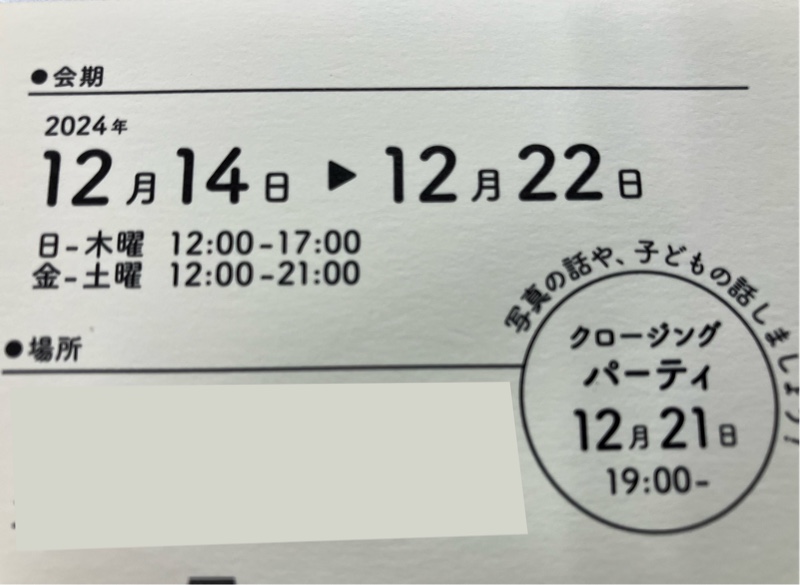 ●会期
2024年
12月14日 ▶ 12月22日
日-木曜 12:00-17:00
金-土曜 12:00-21:00
●場所
写真の話や、子どもの話しましょう!
クロージング
パーティ
12月21日
19:00-